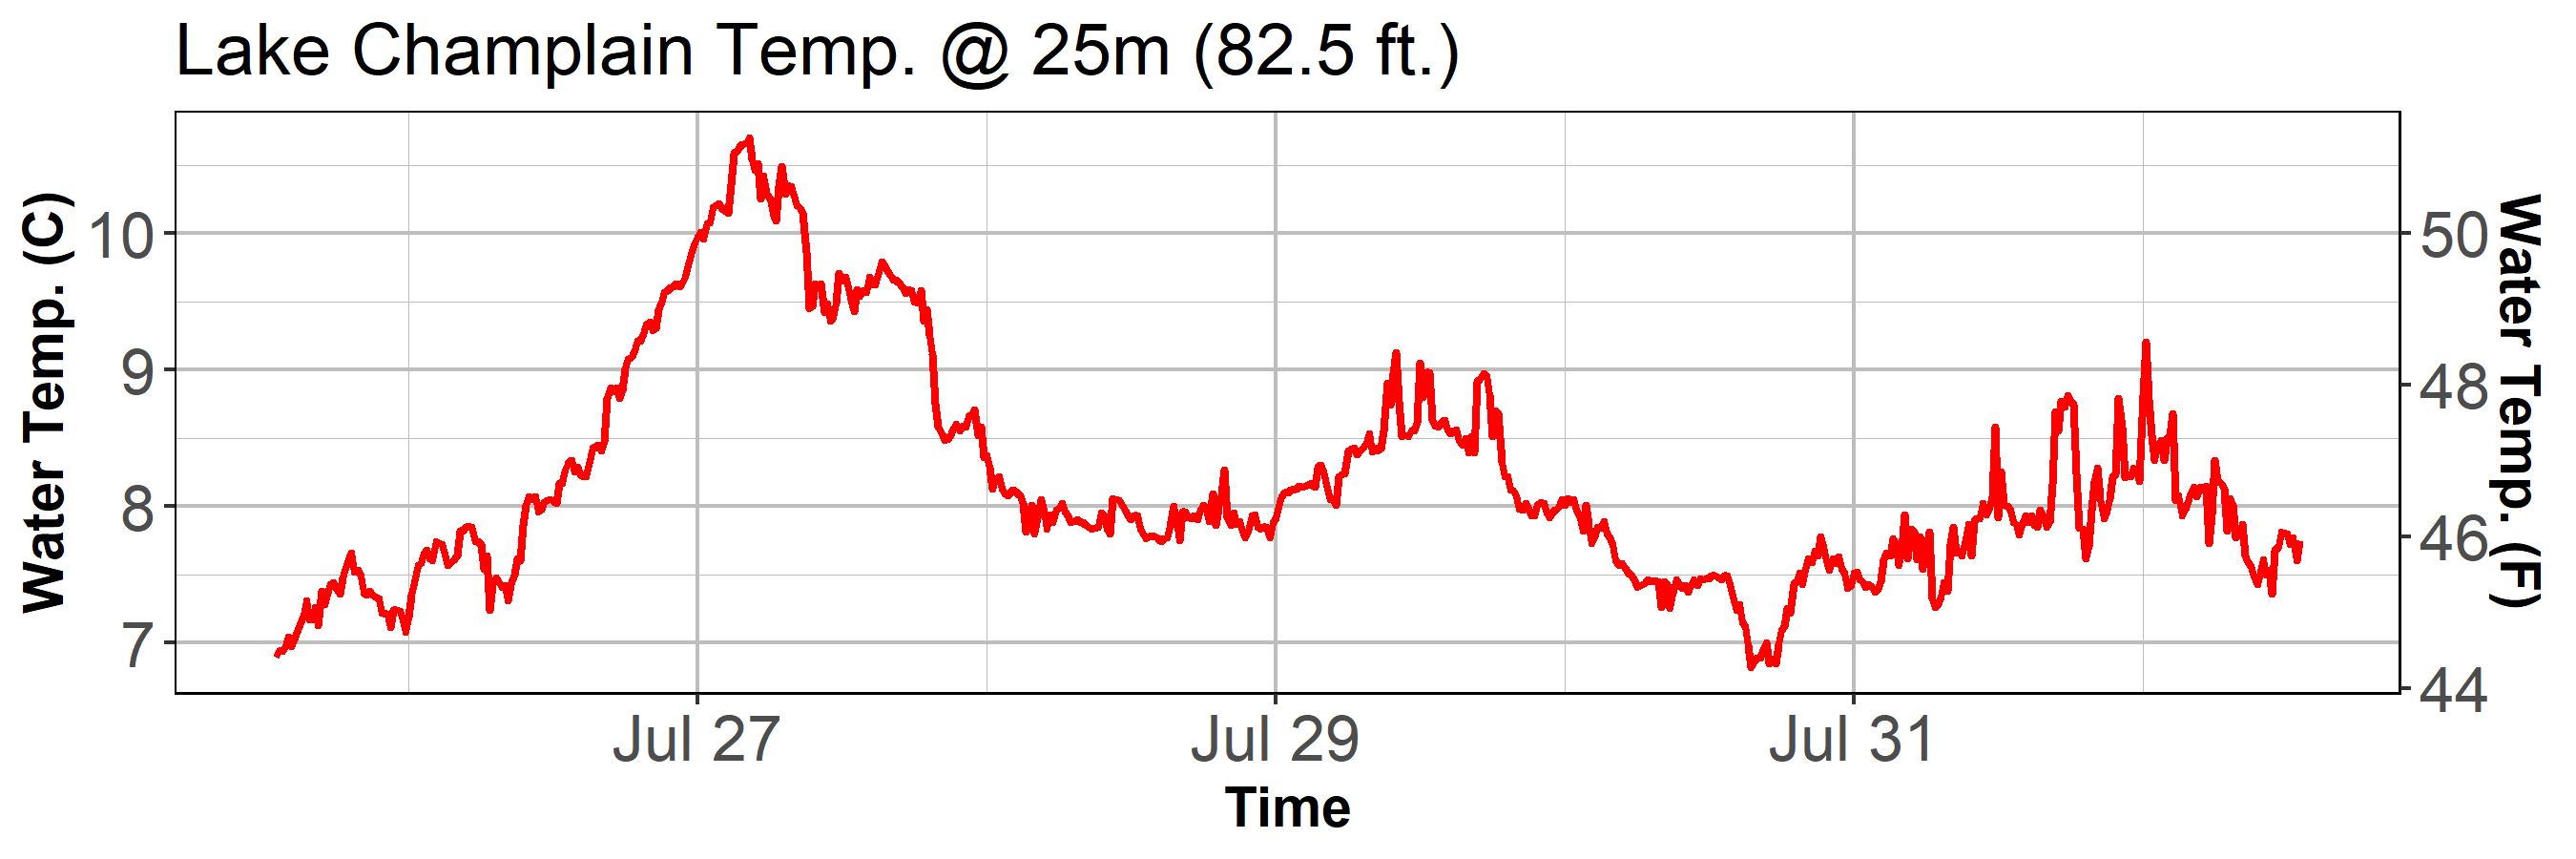 Lake Champlain Temp. @ 25m (82.5 ft.)
Water Temp. (C)
10
9
8
7
50
48
46
44
Water Temp. (F)
Jul 27 Jul 29 Jul 31
Time